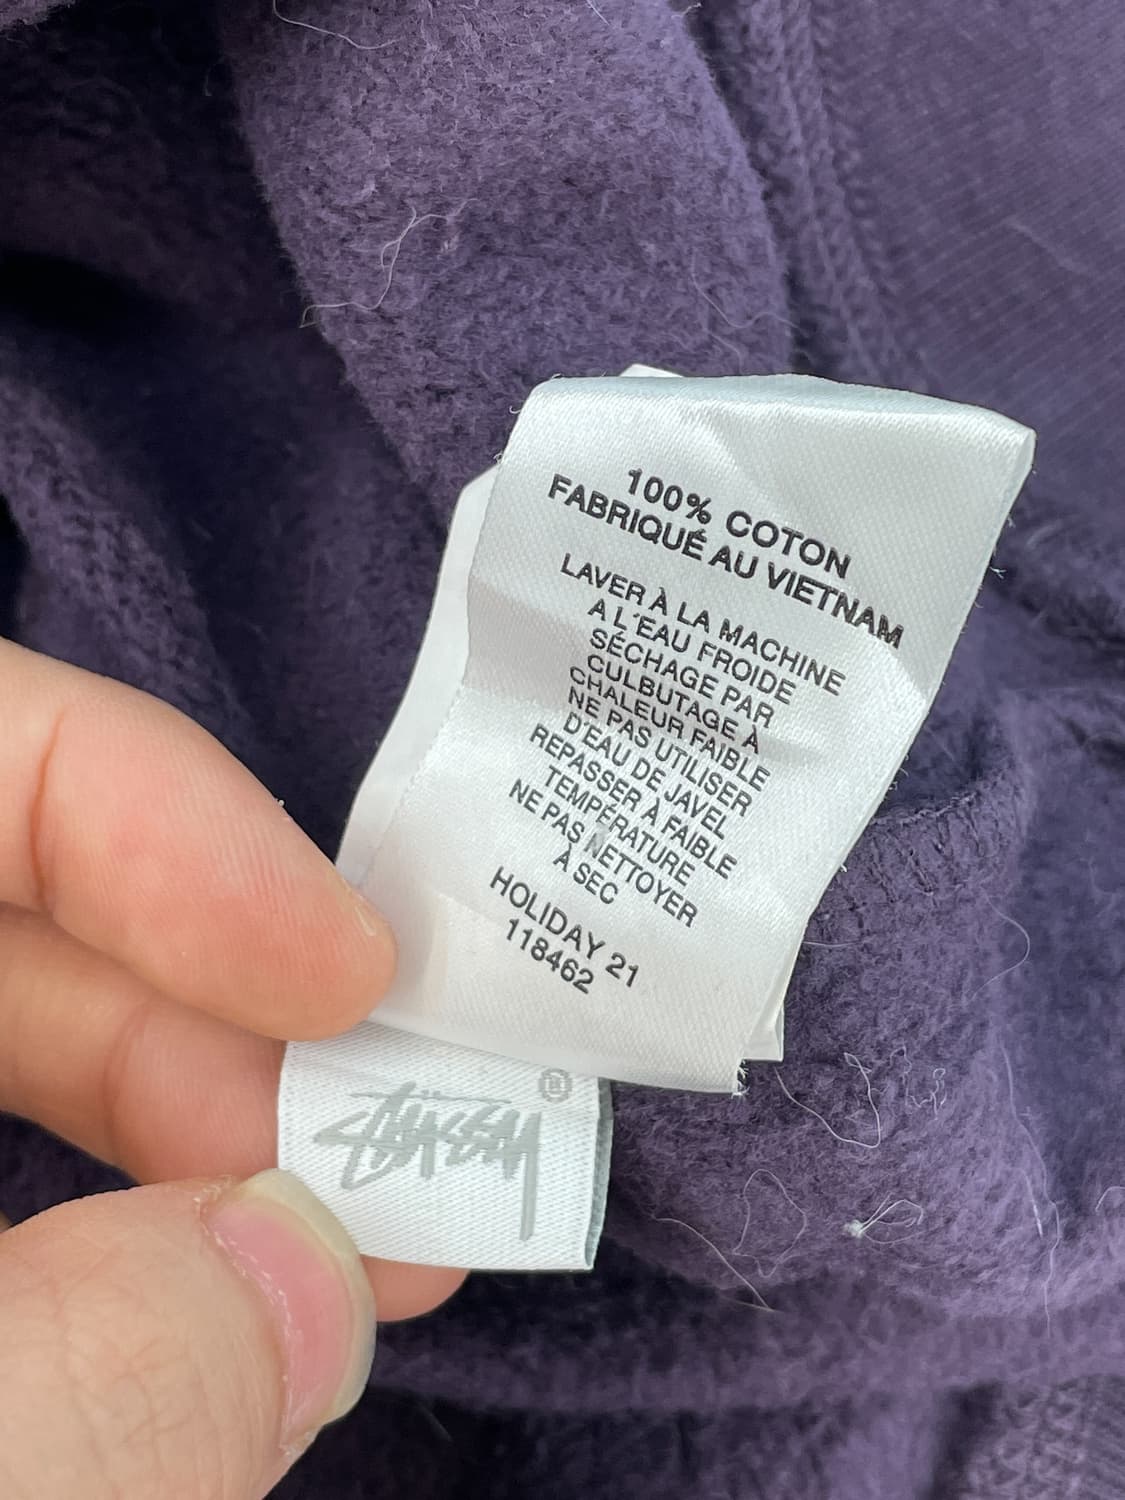 100% COTON
FABRIQUÉ AU VIETNAM
LAVER À LA MACHINE
A L'EAU FROIDE
SÉCHAGE PAR
CULBUTAGE À
CHALEUR FAIBLE
NE PAS UTILISER
D'EAU DE JAVEL
REPASSER À FAIBLE
TEMPÉRATURE
NE PAS NETTOYER
À SEC
HOLIDAY 21
118462
Stüssy ®